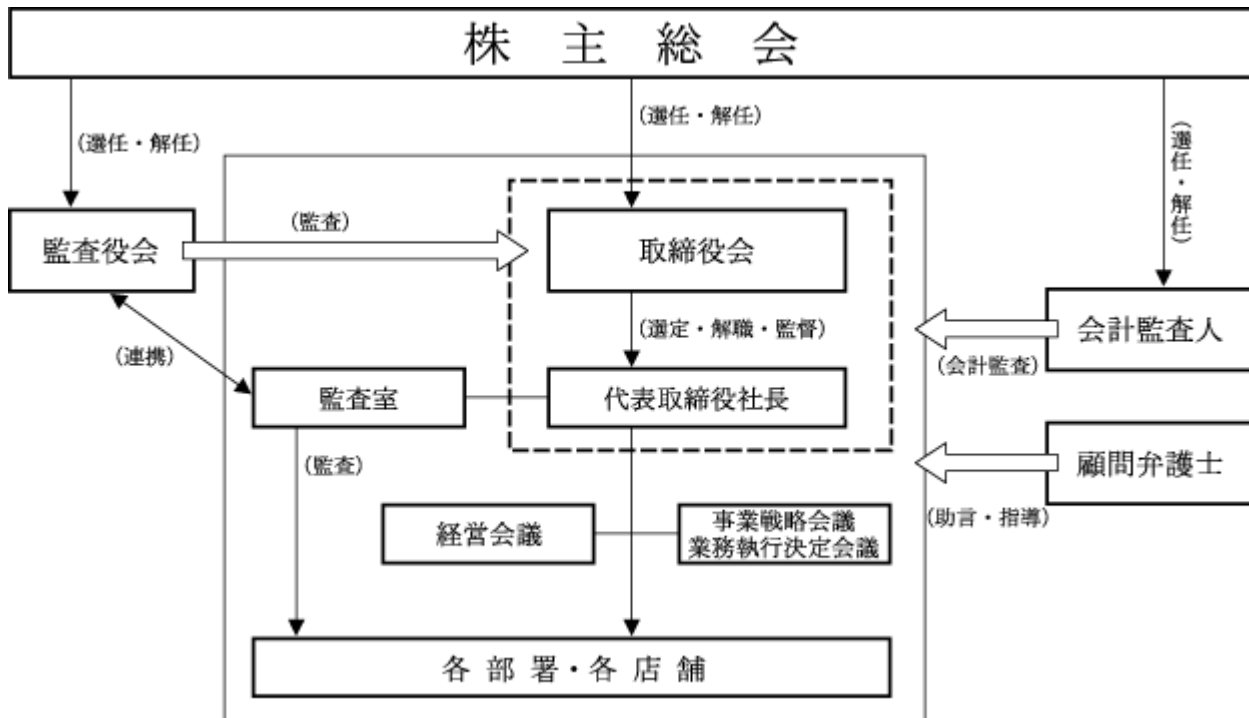 株主総会
(選任・解任)
(選任・解任)
(選任・解任)
監査役会
(監査)
取締役会
(選定・解職・監督)
会計監査人
(会計監査)
(連携)
監査室
代表取締役社長
(監査)
顧問弁護士
(助言・指導)
経営会議
事業戦略会議
業務執行決定会議
各部署・各店舗